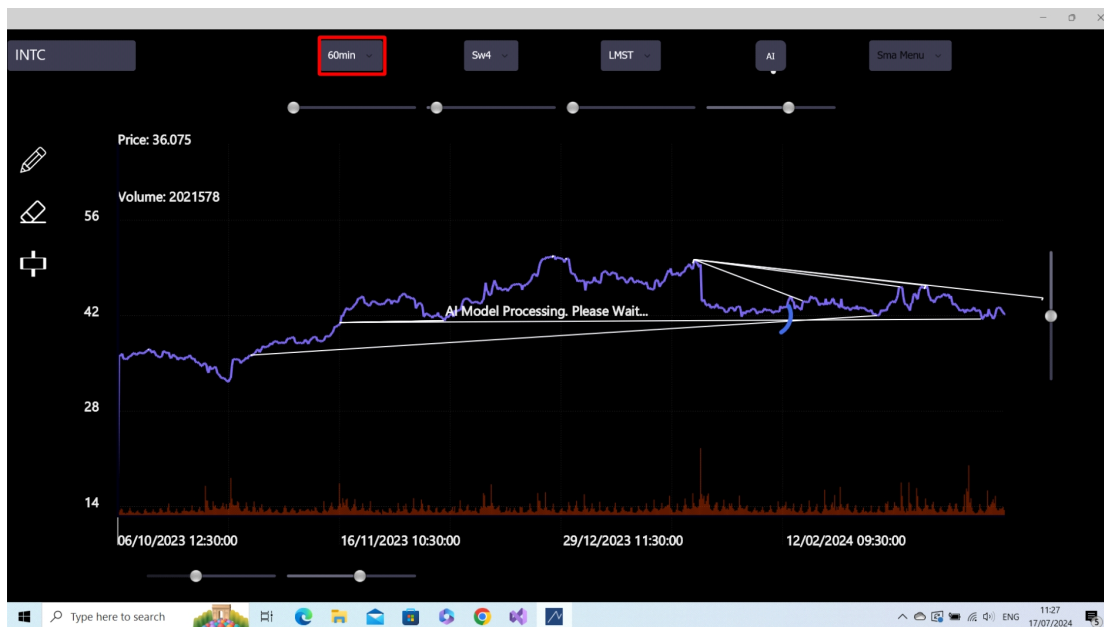 INTC
60min
Sw4
LMST
AI
Sma Menu
Price: 36.075
Volume: 2021578
56
42
AI Model Processing. Please Wait...
28
14
06/10/2023 12:30:00
16/11/2023 10:30:00
29/12/2023 11:30:00
12/02/2024 09:30:00
Type here to search
ENG
11:27
17/07/2024
5